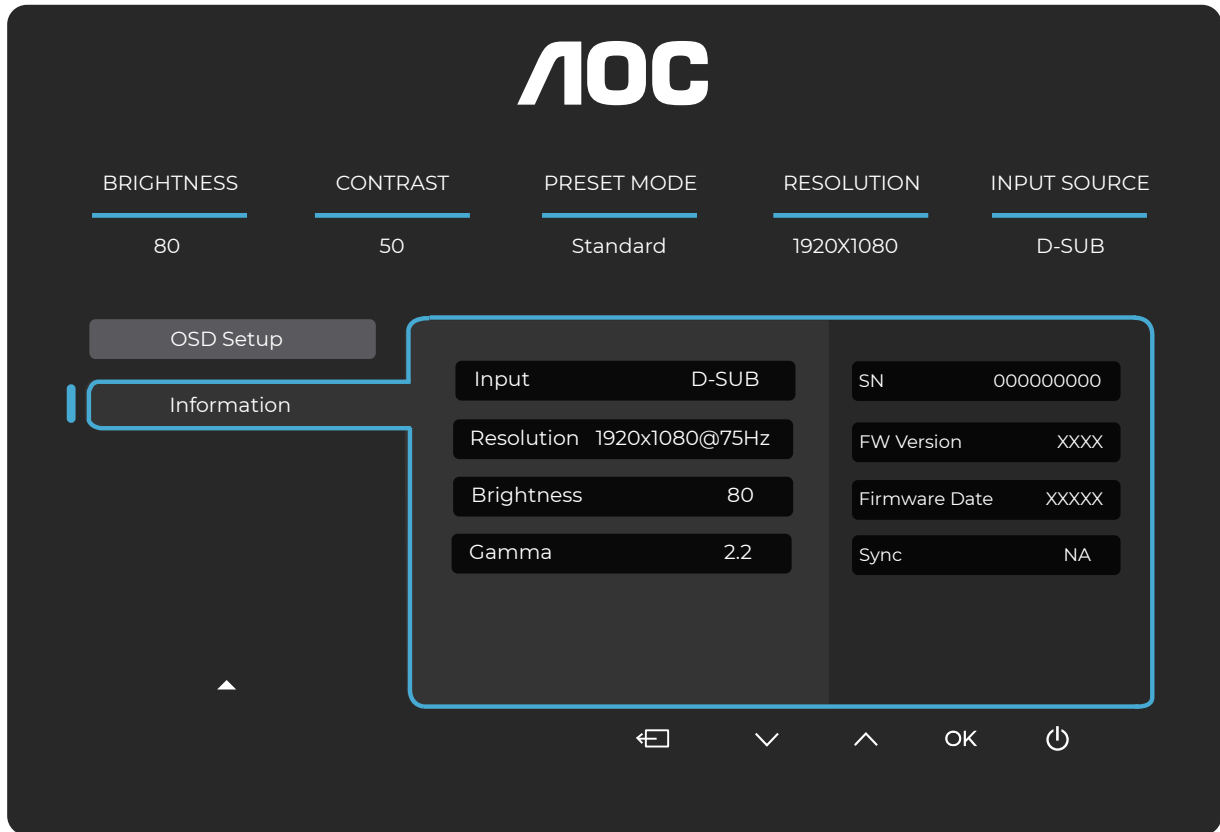 AOC
BRIGHTNESS CONTRAST PRESET MODE RESOLUTION INPUT SOURCE
80 50 Standard 1920X1080 D-SUB
OSD Setup
Information
Input D-SUB
Resolution 1920x1080@75Hz
Brightness 80
Gamma 2.2
SN 000000000
FW Version XXXX
Firmware Date XXXXX
Sync NA
OK